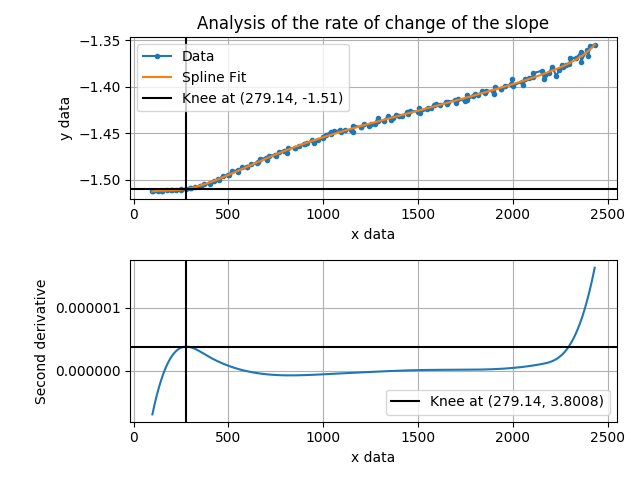 Analysis of the rate of change of the slope
−1.35
−1.40
−1.45
−1.50
y data
Data
Spline Fit
Knee at (279.14, -1.51)
0
500
1000
1500
2000
2500
x data
0.000001
0.000000
Second derivative
Knee at (279.14, 3.8008)
0
500
1000
1500
2000
2500
x data